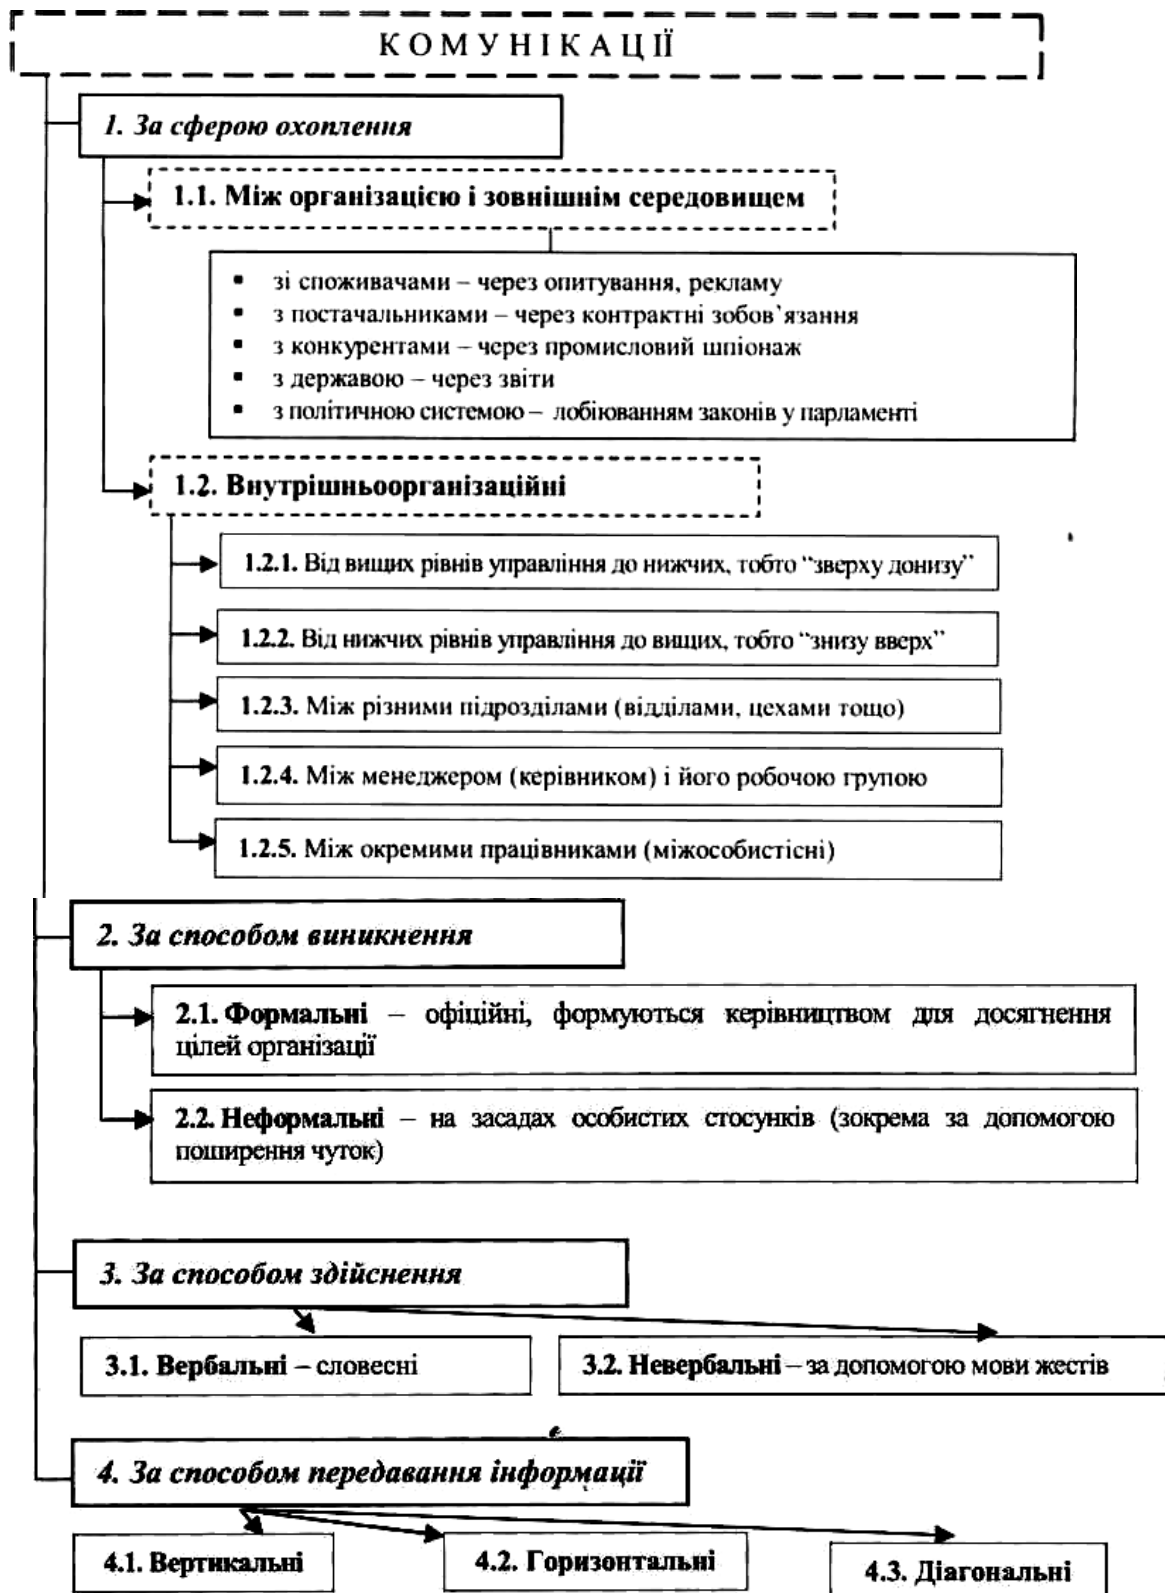 КОМУНІКАЦІЇ
1. За сферою охоплення
1.1. Між організацією і зовнішнім середовищем
▪ зі споживачами – через опитування, рекламу
▪ з постачальниками – через контрактні зобов’язання
▪ з конкурентами – через промисловий шпіонаж
▪ з державою – через звіти
▪ з політичною системою – лобіюванням законів у парламенті
1.2. Внутрішньоорганізаційні
1.2.1. Від вищих рівнів управління до нижчих, тобто “зверху донизу”
1.2.2. Від нижчих рівнів управління до вищих, тобто “знизу вверх”
1.2.3. Між різними підрозділами (відділами, цехами тощо)
1.2.4. Між менеджером (керівником) і його робочою групою
1.2.5. Між окремими працівниками (міжособистісні)
2. За способом виникнення
2.1. Формальні – офіційні, формуються керівництвом для досягнення
цілей організації
2.2. Неформальні – на засадах особистих стосунків (зокрема за допомогою
поширення чуток)
3. За способом здійснення
3.1. Вербальні – словесні
3.2. Невербальні – за допомогою мови жестів
4. За способом передавання інформації
4.1. Вертикальні
4.2. Горизонтальні
4.3. Діагональні